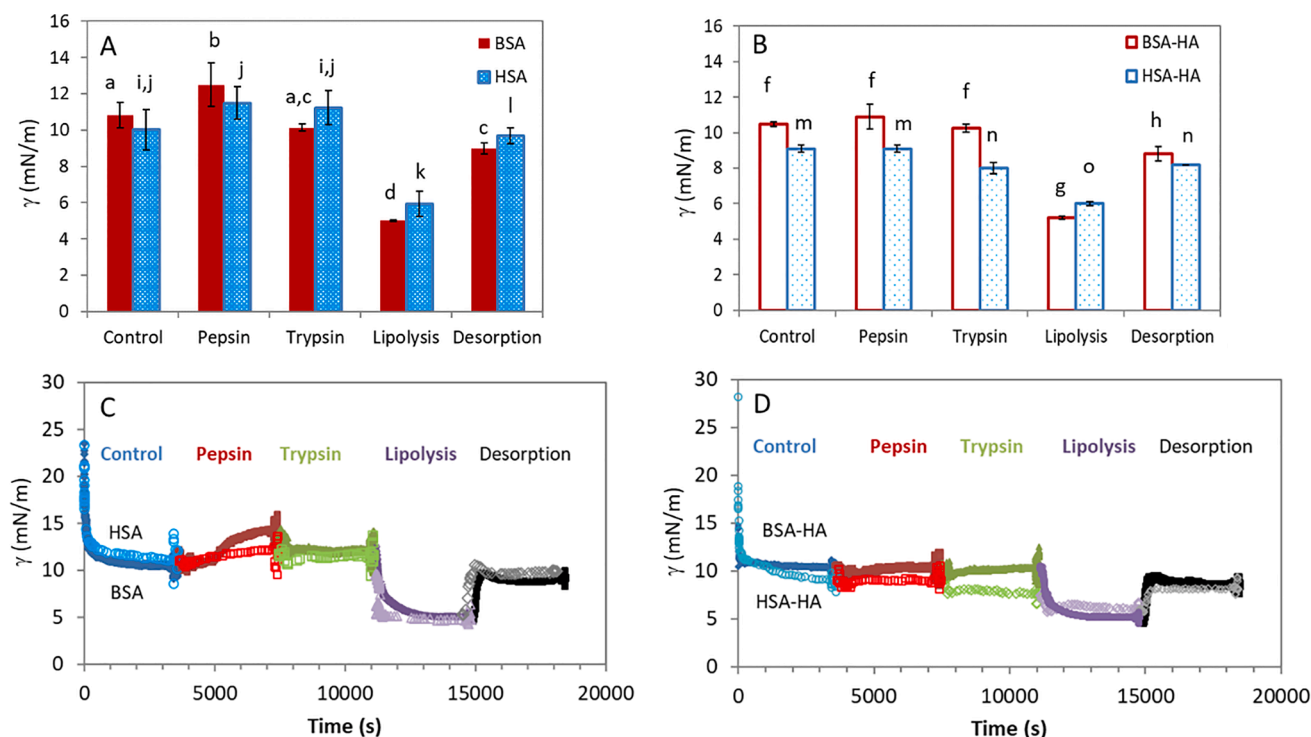 A
BSA
HSA
γ (mN/m)
16
14
12
10
8
6
4
2
0
a
i,j
b
j
a,c
i,j
d
k
c
l
Control
Pepsin
Trypsin
Lipolysis
Desorption
B
BSA-HA
HSA-HA
γ (mN/m)
16
14
12
10
8
6
4
2
0
f
m
f
m
f
n
g
o
h
n
Control
Pepsin
Trypsin
Lipolysis
Desorption
C
γ (mN/m)
30
25
20
15
10
5
0
Control
Pepsin
Trypsin
Lipolysis
Desorption
HSA
BSA
0
5000
10000
15000
20000
Time (s)
D
γ (mN/m)
30
25
20
15
10
5
0
Control
Pepsin
Trypsin
Lipolysis
Desorption
BSA-HA
HSA-HA
0
5000
10000
15000
20000
Time (s)